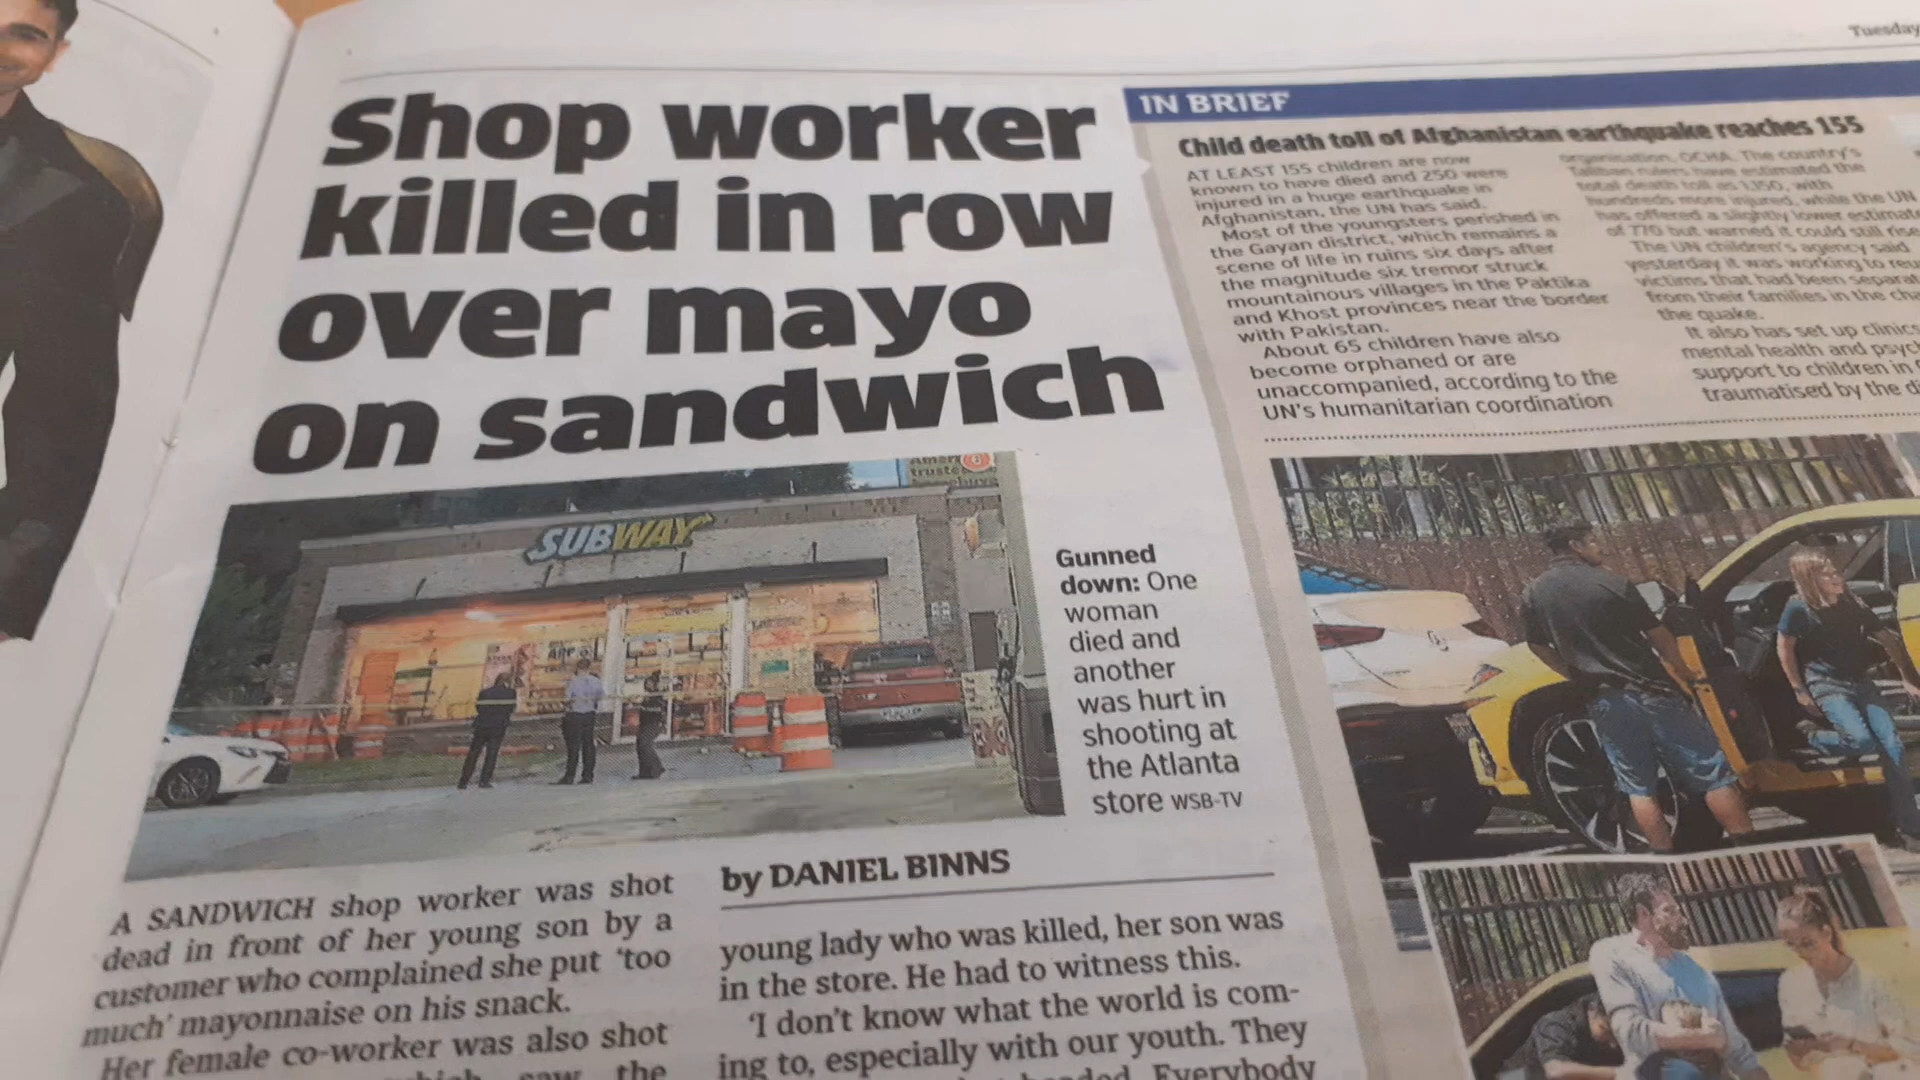 Tuesday
Shop worker
killed in row
over mayo
on sandwich
SUBWAY
Gunned
down: One
woman
died and
another
was hurt in
shooting at
the Atlanta
store WSB-TV
by DANIEL BINNS
A SANDWICH shop worker was shot
dead in front of her young son by a
customer who complained she put ‘too
much’ mayonnaise on his snack.
Her female co-worker was also shot
saw the
young lady who was killed, her son was
in the store. He had to witness this.
‘I don’t know what the world is com-
ing to, especially with our youth. They
Everybody
IN BRIEF
Child death toll of Afghanistan earthquake reaches 155
AT LEAST 155 children are now
known to have died and 250 were
injured in a huge earthquake in
Afghanistan, the UN has said.
Most of the youngsters perished in
the Gayan district, which remains a
scene of life in ruins six days after
the magnitude six tremor struck
mountainous villages in the Paktika
and Khost provinces near the border
with Pakistan.
About 65 children have also
become orphaned or are
unaccompanied, according to the
UN’s humanitarian coordination
organisation, OCHA. The country’s
Taliban rulers have estimated the
total death toll as 1,150, with
hundreds more injured, while the UN
has offered a slightly lower estimate
of 770 but warned it could still rise
The UN children’s agency said
yesterday it was working to
victims that had been
from their families in the
the quake.
It also has set up clinics
mental health and
support to children in
traumatised by the